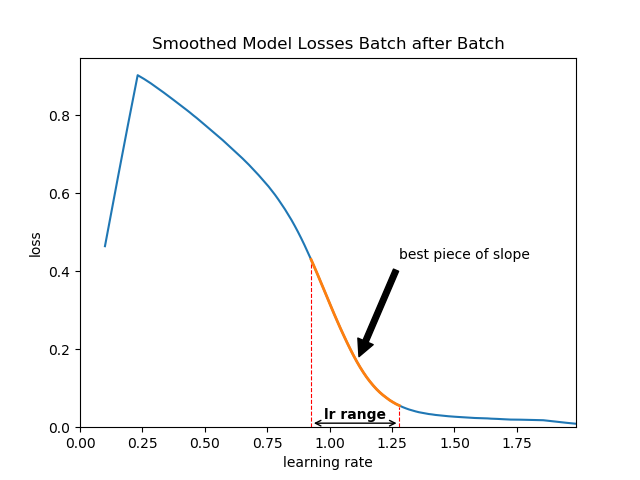 Smoothed Model Losses Batch after Batch
loss
0.8
0.6
0.4
0.2
0.0
best piece of slope
lr range
0.00 0.25 0.50 0.75 1.00 1.25 1.50 1.75
learning rate